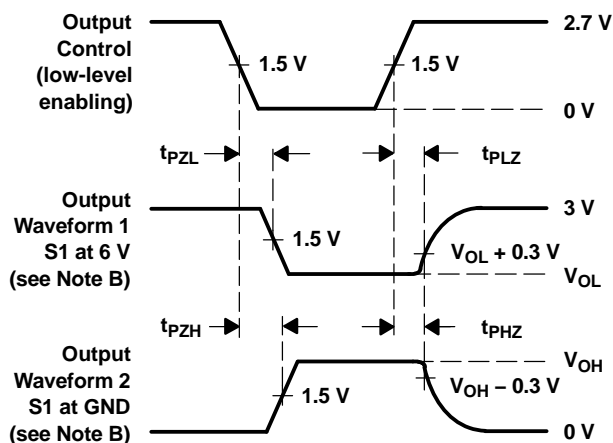 Output
Control
(low-level
enabling)
1.5 V
1.5 V
2.7 V
0 V
tPZL
tPLZ
Output
Waveform 1
S1 at 6 V
(see Note B)
1.5 V
3 V
VOL + 0.3 V
VOL
tPZH
tPHZ
Output
Waveform 2
S1 at GND
(see Note B)
1.5 V
VOH
VOH − 0.3 V
0 V